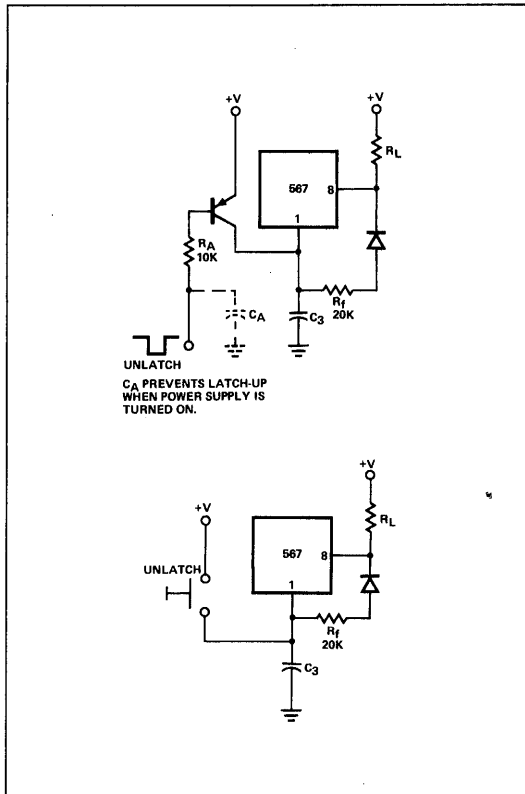 +V
+V
RL
567
8
1
RA
10K
CA
C3
Rf
20K
UNLATCH
CA PREVENTS LATCH-UP
WHEN POWER SUPPLY IS
TURNED ON.
+V
+V
RL
567
8
UNLATCH
1
Rf
20K
C3